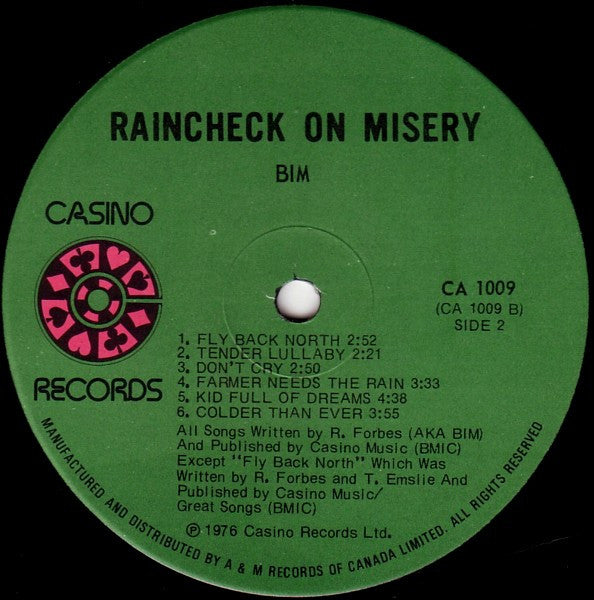 RAINCHECK ON MISERY
BIM
CASINO
RECORDS
CA 1009
(CA 1009 B)
SIDE 2
1. FLY BACK NORTH 2:52
2. TENDER LULLABY 2:21
3. DON'T CRY 2:50
4. FARMER NEEDS THE RAIN 3:33
5. KID FULL OF DREAMS 4:38
6. COLDER THAN EVER 3:55
All Songs Written by R. Forbes (AKA BIM)
And Published by Casino Music (BMIC)
Except "Fly Back North" Which Was
Written by R. Forbes and T. Emslie And
Published by Casino Music/
Great Songs (BMIC)
℗ 1976 Casino Records Ltd.
MANUFACTURED AND DISTRIBUTED BY A & M RECORDS OF CANADA LIMITED. ALL RIGHTS RESERVED